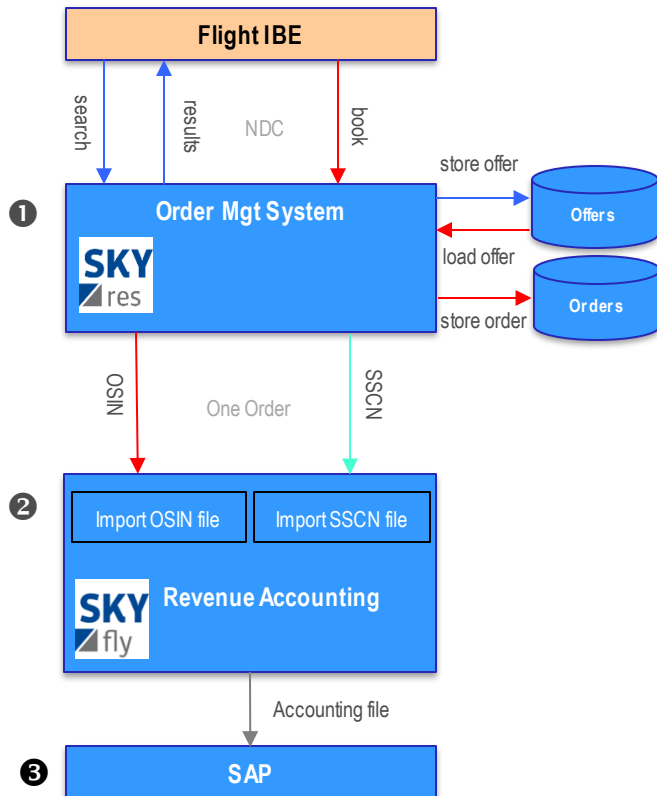 Flight IBE
search
results
NDC
book
store offer
❶
Order Mgt System
Offers
SKY
res
load offer
Orders
store order
OSIN
One Order
SSCN
❷
Import OSIN file
Import SSCN file
SKY
fly
Revenue Accounting
Accounting file
❸
SAP